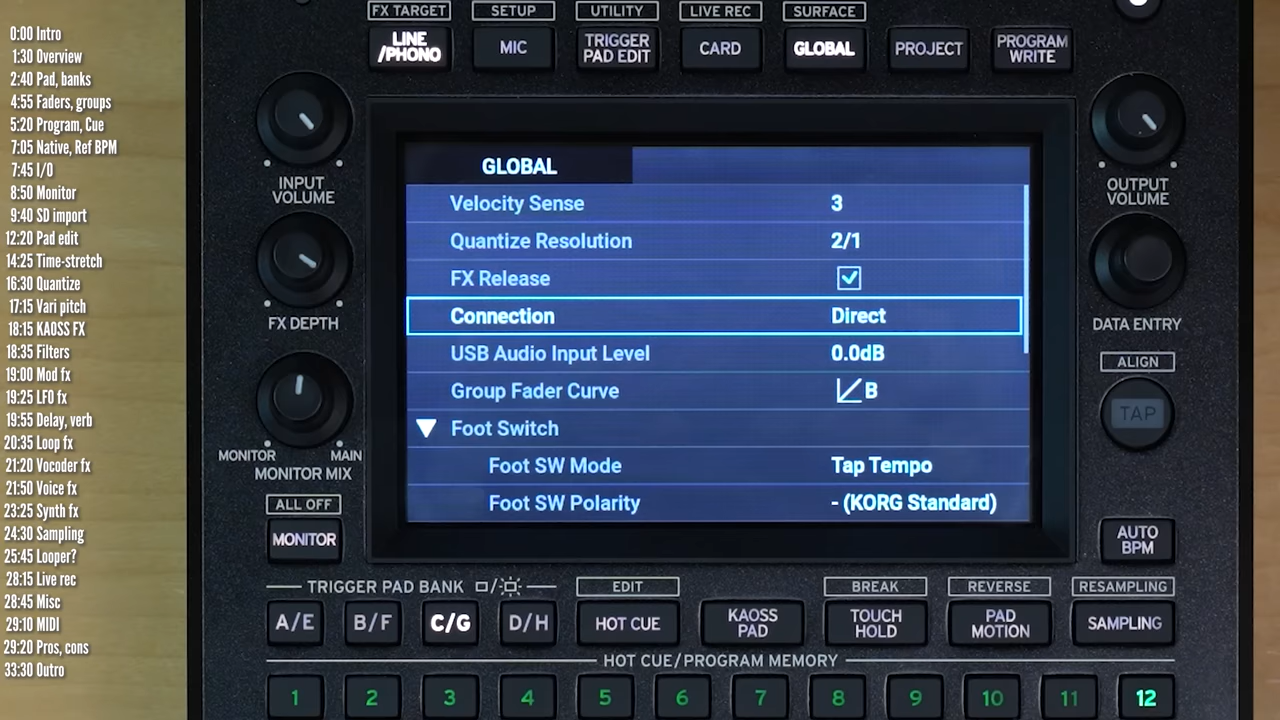 0:00 Intro
1:30 Overview
2:40 Pad, banks
4:55 Faders, groups
5:20 Program, Cue
7:05 Native, Ref BPM
7:45 I/O
8:50 Monitor
9:40 SD import
12:20 Pad edit
14:25 Time-stretch
16:30 Quantize
17:15 Vari pitch
18:15 KAOSS FX
18:35 Filters
19:00 Mod fx
19:25 LFO fx
19:55 Delay, verb
20:35 Loop fx
21:20 Vocoder fx
21:50 Voice fx
23:25 Synth fx
24:30 Sampling
25:45 Looper?
28:15 Live rec
28:45 Misc
29:10 MIDI
29:20 Pros, cons
33:30 Outro
FX TARGET SETUP UTILITY LIVE REC SURFACE
LINE /PHONO
MIC
TRIGGER PAD EDIT
CARD
GLOBAL
PROJECT
PROGRAM WRITE
INPUT VOLUME
FX DEPTH
MONITOR MAIN
MONITOR MIX
ALL OFF
MONITOR
GLOBAL
Velocity Sense 3
Quantize Resolution 2/1
FX Release
Connection Direct
USB Audio Input Level 0.0dB
Group Fader Curve B
Foot Switch
Foot SW Mode Tap Tempo
Foot SW Polarity - (KORG Standard)
OUTPUT VOLUME
DATA ENTRY
ALIGN
TAP
AUTO BPM
TRIGGER PAD BANK
EDIT BREAK REVERSE RESAMPLING
A/E B/F C/G D/H
HOT CUE
KAOSS PAD
TOUCH HOLD
PAD MOTION
SAMPLING
HOT CUE/PROGRAM MEMORY
1 2 3 4 5 6 7 8 9 10 11 12